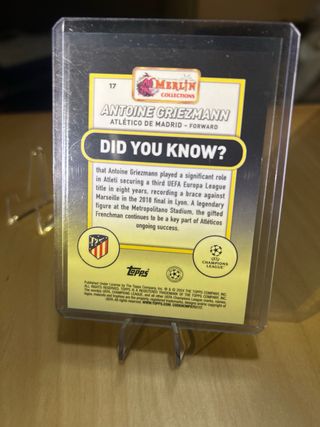 17
MERLIN
COLLECTIONS
ANTOINE GRIEZMANN
ATLÉTICO DE MADRID – FORWARD
DID YOU KNOW?
that Antoine Griezmann played a significant role
in Atleti securing a third UEFA Europa League
title in eight years, recording a brace against
Marseille in the 2018 final in Lyon. A legendary
figure at the Metropolitano Stadium, the gifted
Frenchman continues to be a key part of Atlético's
ongoing success.
Topps
UEFA
CHAMPIONS
LEAGUE